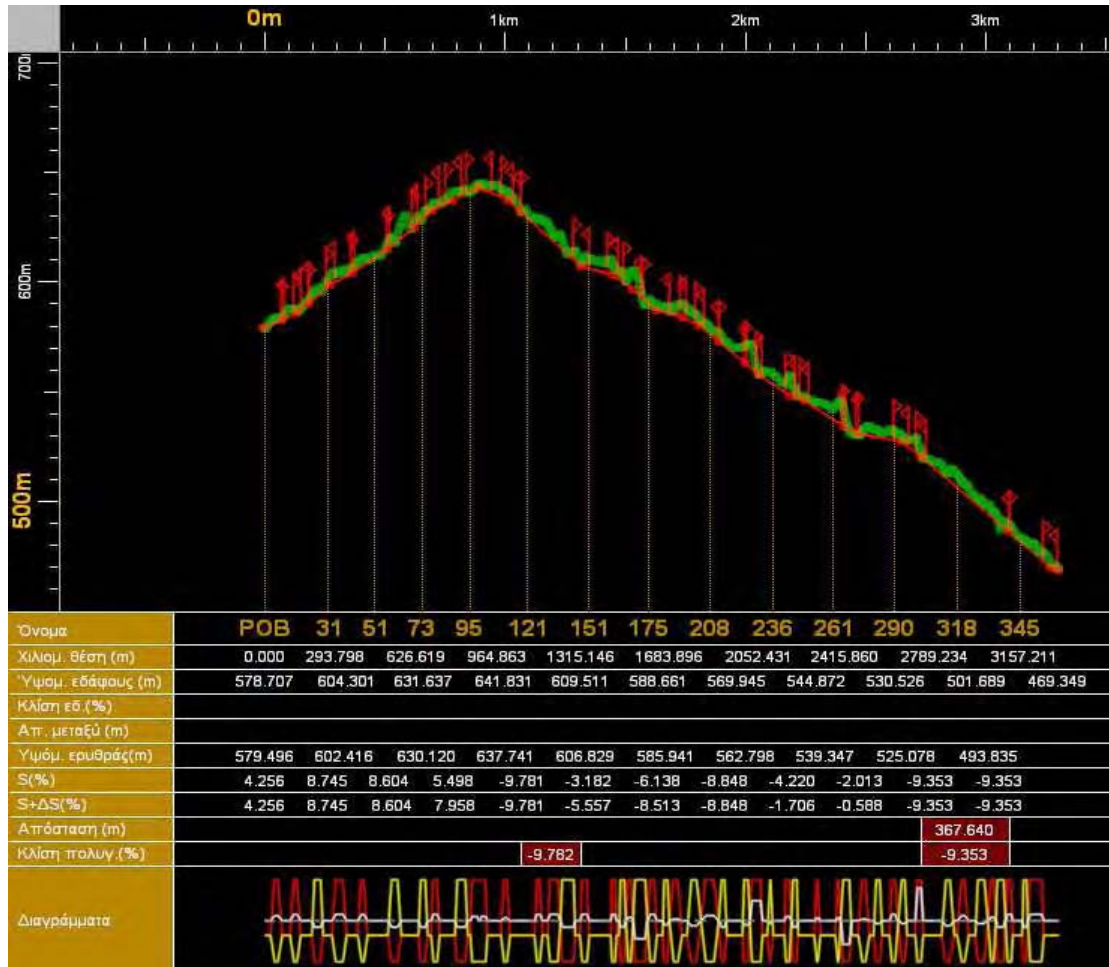 0m 1km 2km 3km
700m
600m
500m
Όνομα POB 31 51 73 95 121 151 175 208 236 261 290 318 345
Χιλιομ. θέση (m) 0.000 293.798 626.619 964.863 1315.146 1683.896 2052.431 2415.860 2789.234 3157.211
Ύψομ. εδάφους (m) 578.707 604.301 631.637 641.831 609.511 588.661 569.945 544.872 530.526 501.689 469.349
Κλίση εδ.(%)
Απ. μεταξύ (m)
Υψόμ. ερυθράς(m) 579.496 602.416 630.120 637.741 606.829 585.941 562.798 539.347 525.078 493.835
S(%) 4.256 8.745 8.604 5.498 -9.781 -3.182 -6.138 -8.848 -4.220 -2.013 -9.353 -9.353
S+ΔS(%) 4.256 8.745 8.604 7.958 -9.781 -5.557 -8.513 -8.848 -1.706 -0.588 -9.353 -9.353
Απόσταση (m) 367.640
Κλίση πολυγ.(%) -9.782 -9.353
Διαγράμματα